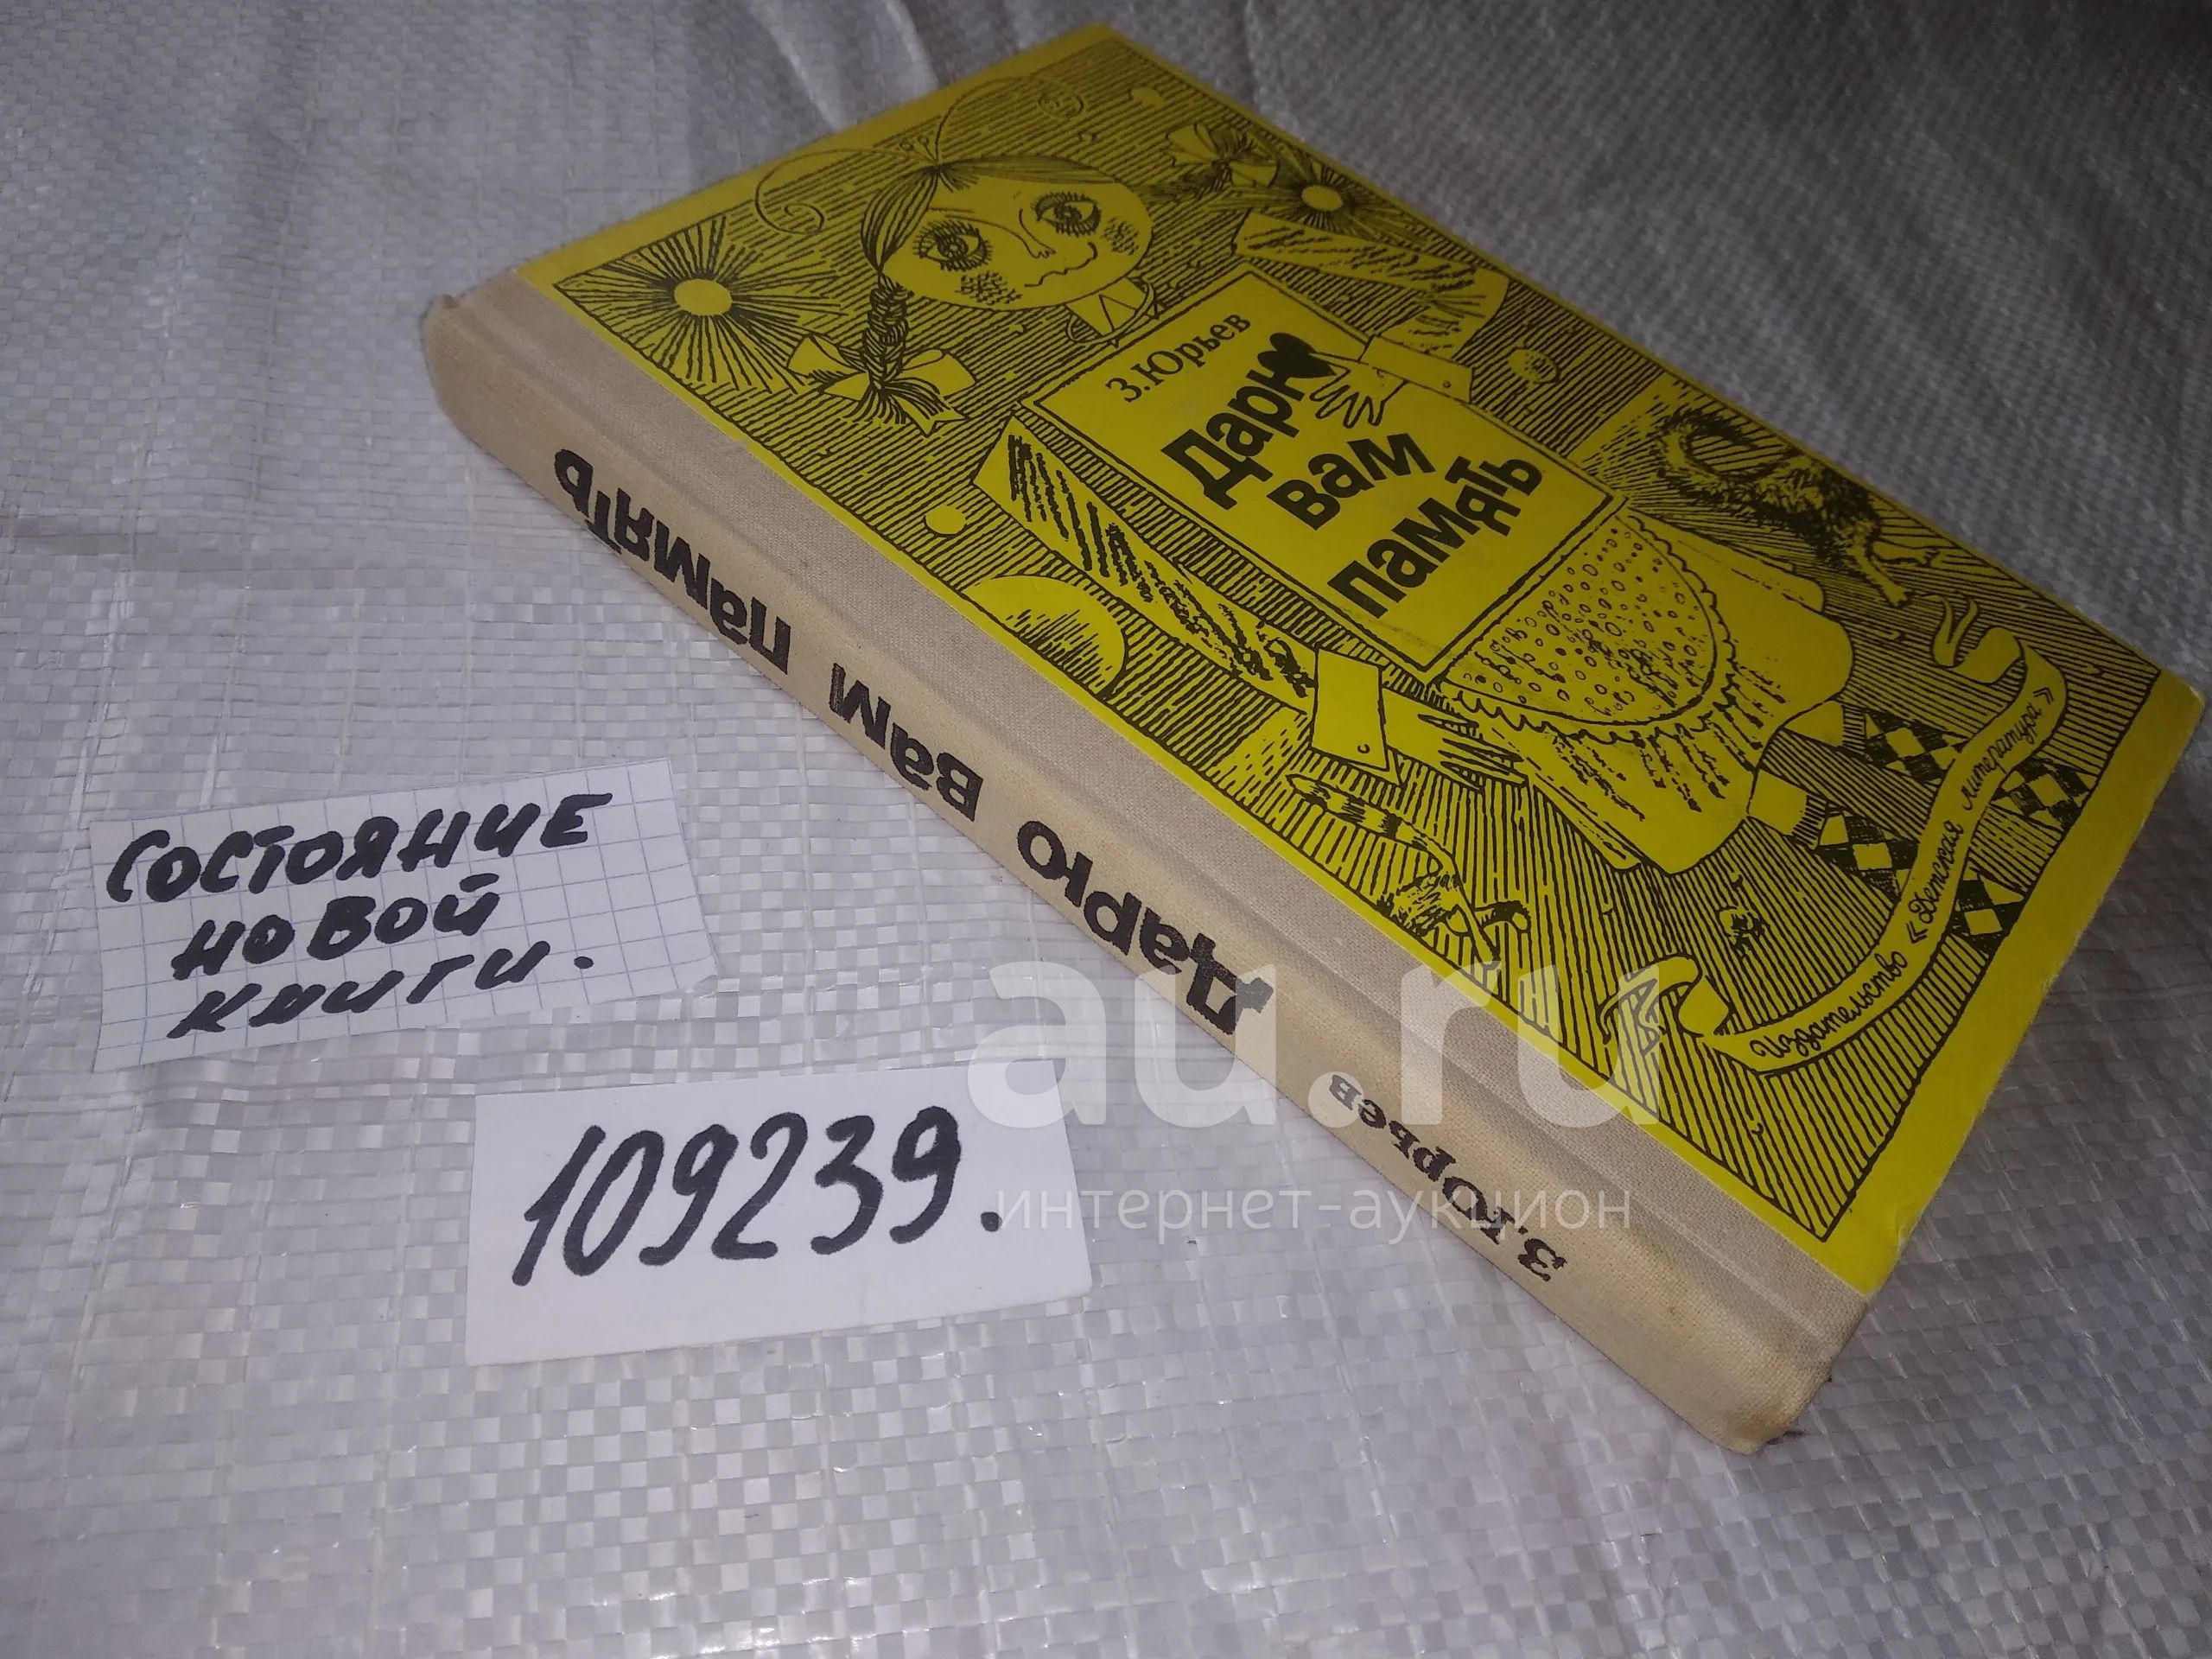 З.Юрьев
Дарю
вам
память
Издательство «Детская литература»
З.Юрьев Дарю вам память
состояние
новой
книги.
109239.
au.ru
интернет-аукцион